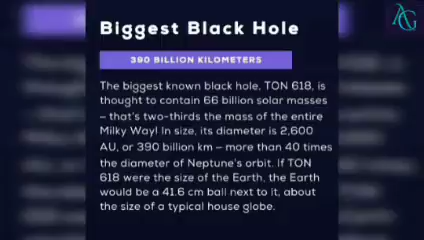 AG
Biggest Black Hole
390 BILLION KILOMETERS
The biggest known black hole, TON 618, is
thought to contain 66 billion solar masses
– that's two-thirds the mass of the entire
Milky Way! In size, its diameter is 2,600
AU, or 390 billion km – more than 40 times
the diameter of Neptune's orbit. If TON
618 were the size of the Earth, the Earth
would be a 41.6 cm ball next to it, about
the size of a typical house globe.